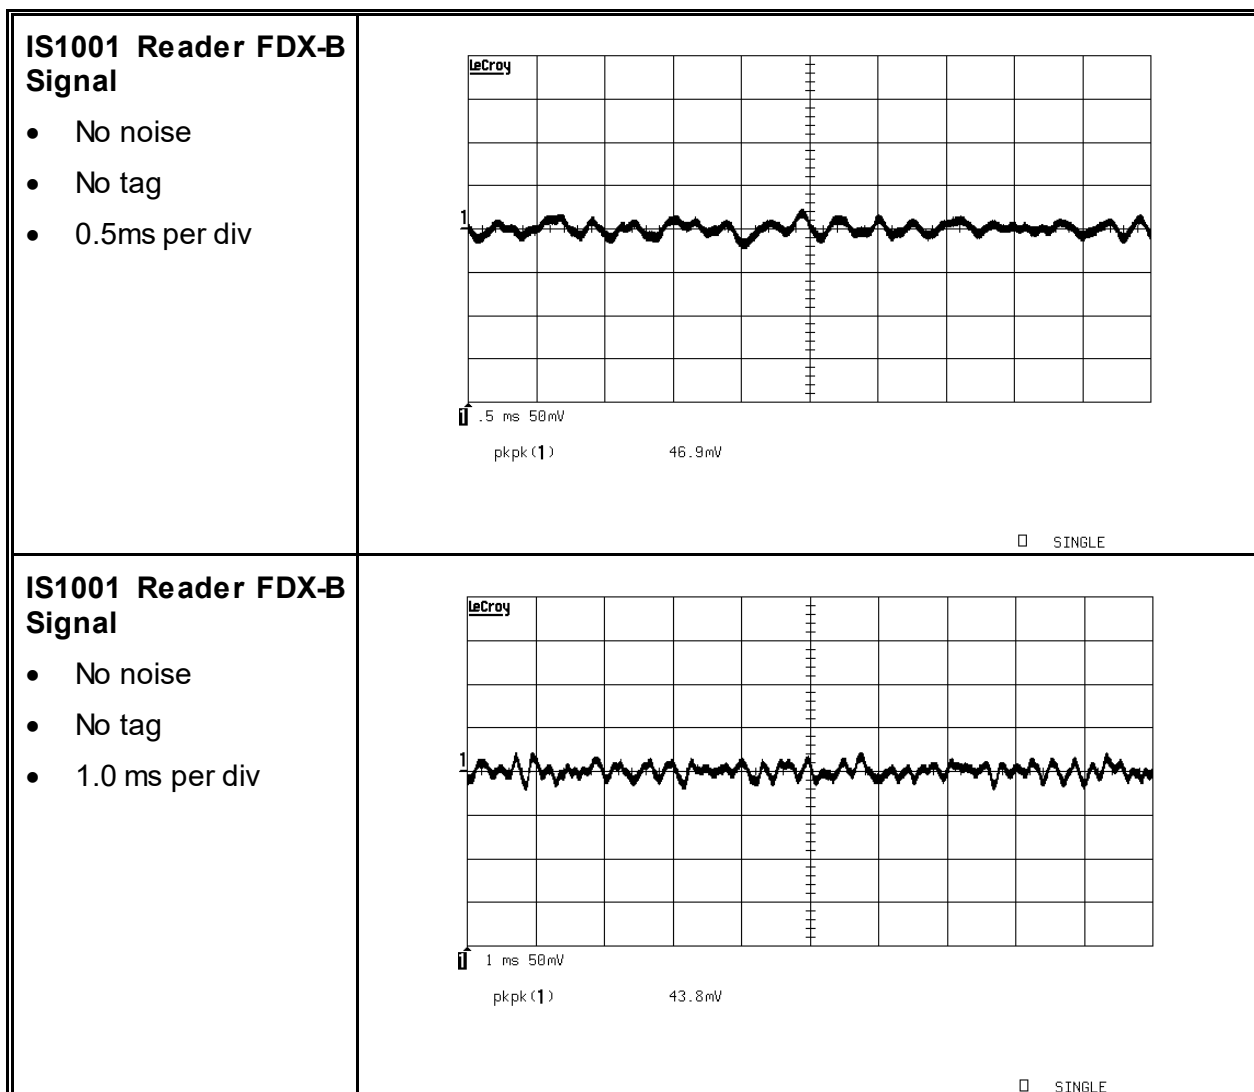 IS1001 Reader FDX-B
Signal
• No noise
• No tag
• 0.5ms per div
LeCroy
1
1 .5 ms 50mV
pkpk(1) 46.9mV
SINGLE
IS1001 Reader FDX-B
Signal
• No noise
• No tag
• 1.0 ms per div
LeCroy
1
1 1 ms 50mV
pkpk(1) 43.8mV
SINGLE